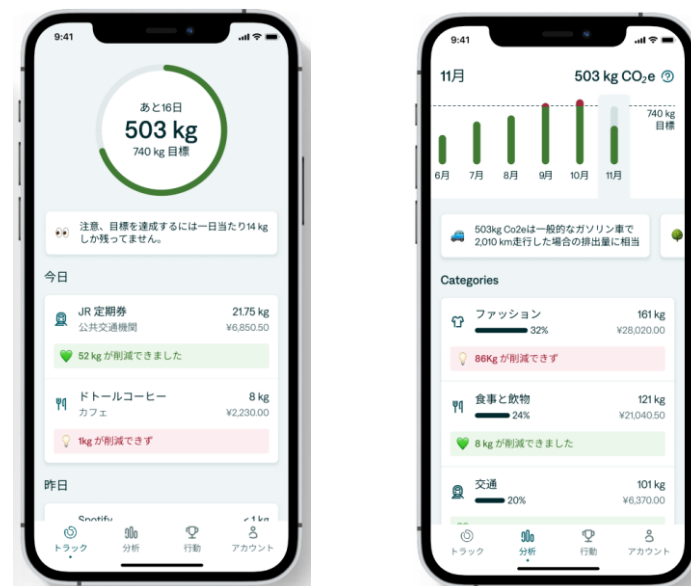 9:41
あと16日
503 kg
740 kg 目標
注意、目標を達成するには一日当たり14 kg
しか残ってません。
今日
JR 定期券 21.75 kg
公共交通機関 ¥6,850.50
52 kg が削減できました
ドトールコーヒー 8 kg
カフェ ¥2,230.00
1kg が削減できず
昨日
Spotify < 1 kg
トラック 分析 行動 アカウント
9:41
11月 503 kg CO₂e
740 kg
目標
6月 7月 8月 9月 10月 11月
503kg Co2eは一般的なガソリン車で
2,010 km走行した場合の排出量に相当
Categories
ファッション 161 kg
32% ¥28,020.00
86Kg が削減できず
食事と飲物 121 kg
24% ¥21,040.50
8 kg が削減できました
交通 101 kg
20% ¥6,370.00
トラック 分析 行動 アカウント